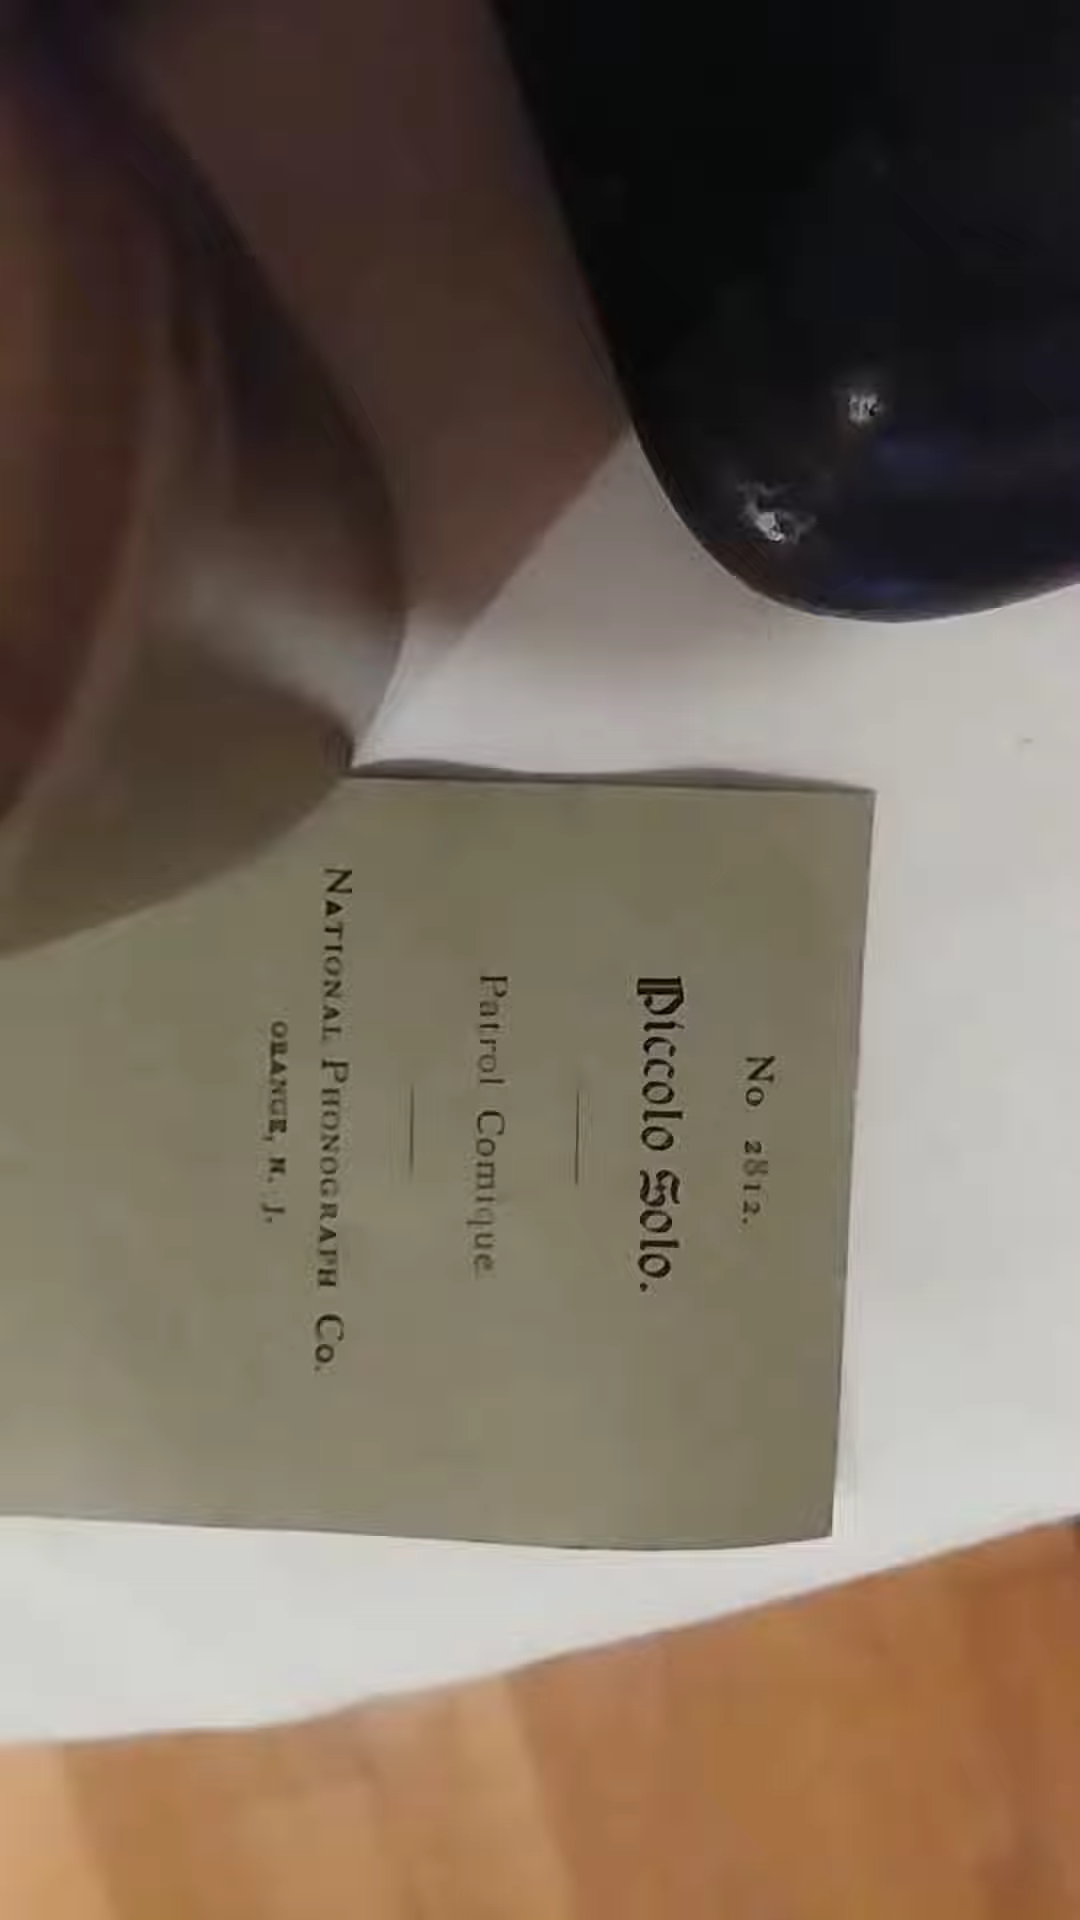 No 2812.
Piccolo Solo.
Patrol Comique
NATIONAL PHONOGRAPH CO.
ORANGE, N. J.